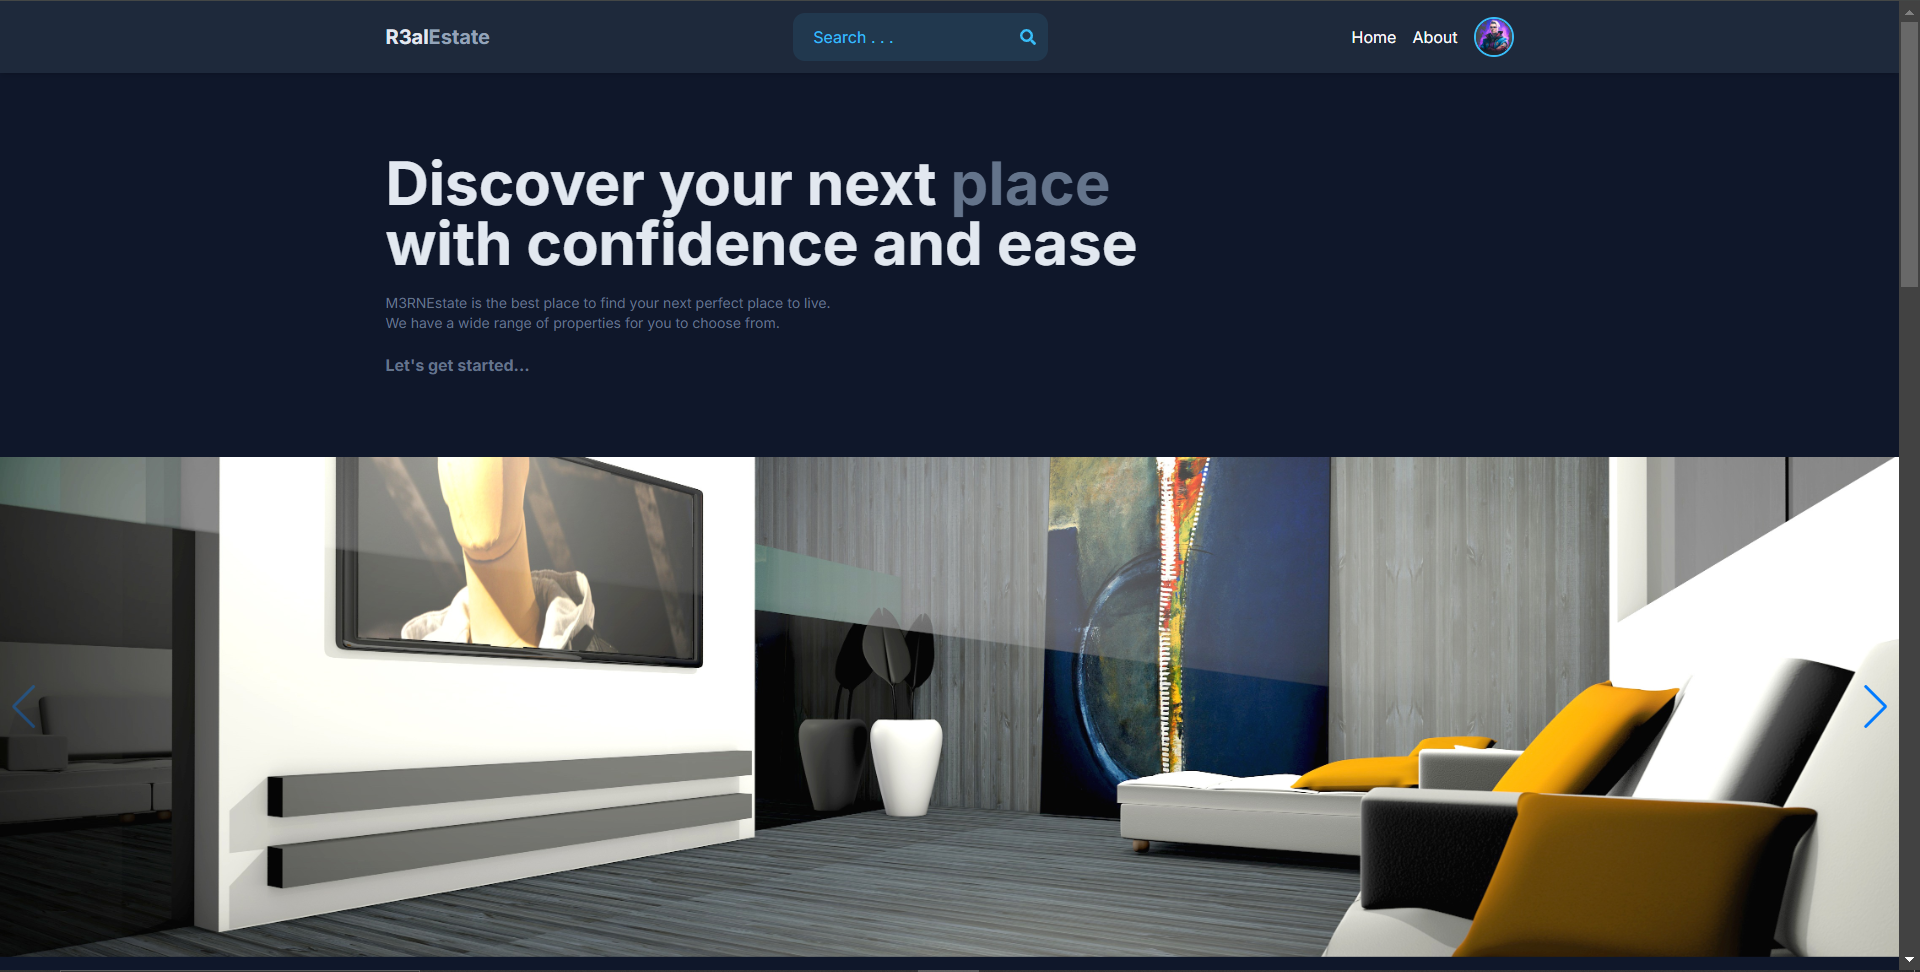 R3alEstate
Search . . .
Home
About
Discover your next place
with confidence and ease
M3RNEstate is the best place to find your next perfect place to live.
We have a wide range of properties for you to choose from.
Let's get started...